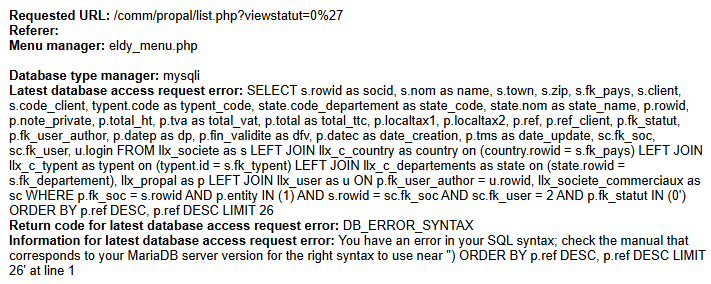 Requested URL: /comm/propal/list.php?viewstatut=0%27
Referer:
Menu manager: eldy_menu.php
Database type manager: mysqli
Latest database access request error: SELECT s.rowid as socid, s.nom as name, s.town, s.zip, s.fk_pays, s.client,
s.code_client, typent.code as typent_code, state.code_departement as state_code, state.nom as state_name, p.rowid,
p.note_private, p.total_ht, p.tva as total_vat, p.total as total_ttc, p.localtax1, p.localtax2, p.ref, p.ref_client, p.fk_statut,
p.fk_user_author, p.datep as dp, p.fin_validite as dfv, p.datec as date_creation, p.tms as date_update, sc.fk_soc,
sc.fk_user, u.login FROM llx_societe as s LEFT JOIN llx_c_country as country on (country.rowid = s.fk_pays) LEFT JOIN
llx_c_typent as typent on (typent.id = s.fk_typent) LEFT JOIN llx_c_departements as state on (state.rowid =
s.fk_departement), llx_propal as p LEFT JOIN llx_user as u ON p.fk_user_author = u.rowid, llx_societe_commerciaux as
sc WHERE p.fk_soc = s.rowid AND p.entity IN (1) AND s.rowid = sc.fk_soc AND sc.fk_user = 2 AND p.fk_statut IN (0')
ORDER BY p.ref DESC, p.ref DESC LIMIT 26
Return code for latest database access request error: DB_ERROR_SYNTAX
Information for latest database access request error: You have an error in your SQL syntax; check the manual that
corresponds to your MariaDB server version for the right syntax to use near '') ORDER BY p.ref DESC, p.ref DESC LIMIT
26' at line 1